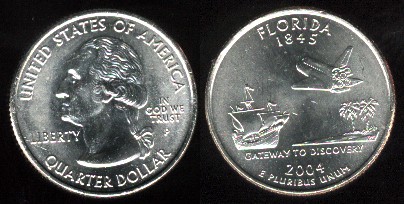 UNITED STATES OF AMERICA
LIBERTY
IN
GOD WE
TRUST
P
QUARTER DOLLAR
FLORIDA
1845
GATEWAY TO DISCOVERY
2004
E PLURIBUS UNUM